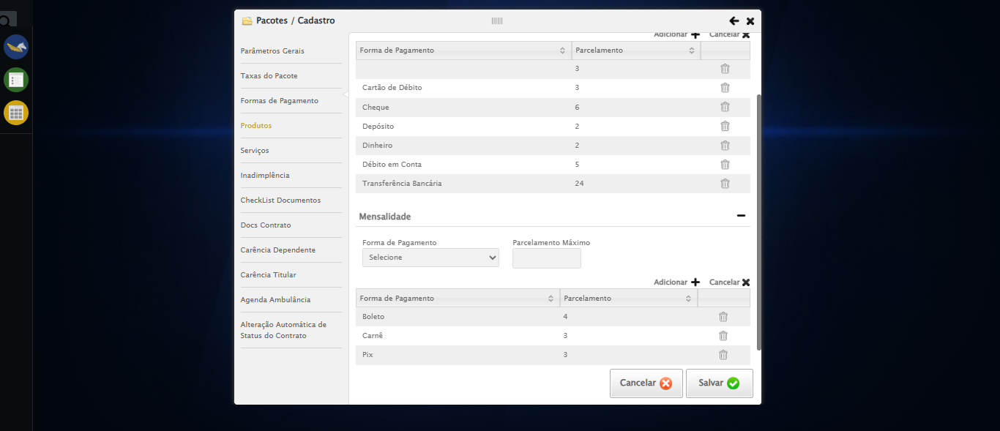 Pacotes / Cadastro
Parâmetros Gerais
Taxas do Pacote
Formas de Pagamento
Produtos
Serviços
Inadimplência
CheckList Documentos
Docs Contrato
Carência Dependente
Carência Titular
Agenda Ambulância
Alteração Automática de
Status do Contrato
Adicionar Cancelar
Forma de Pagamento Parcelamento
3
Cartão de Débito 3
Cheque 6
Depósito 2
Dinheiro 2
Débito em Conta 5
Transferência Bancária 24
Mensalidade
Forma de Pagamento Parcelamento Máximo
Selecione
Adicionar Cancelar
Forma de Pagamento Parcelamento
Boleto 4
Carnê 3
Pix 3
Cancelar Salvar